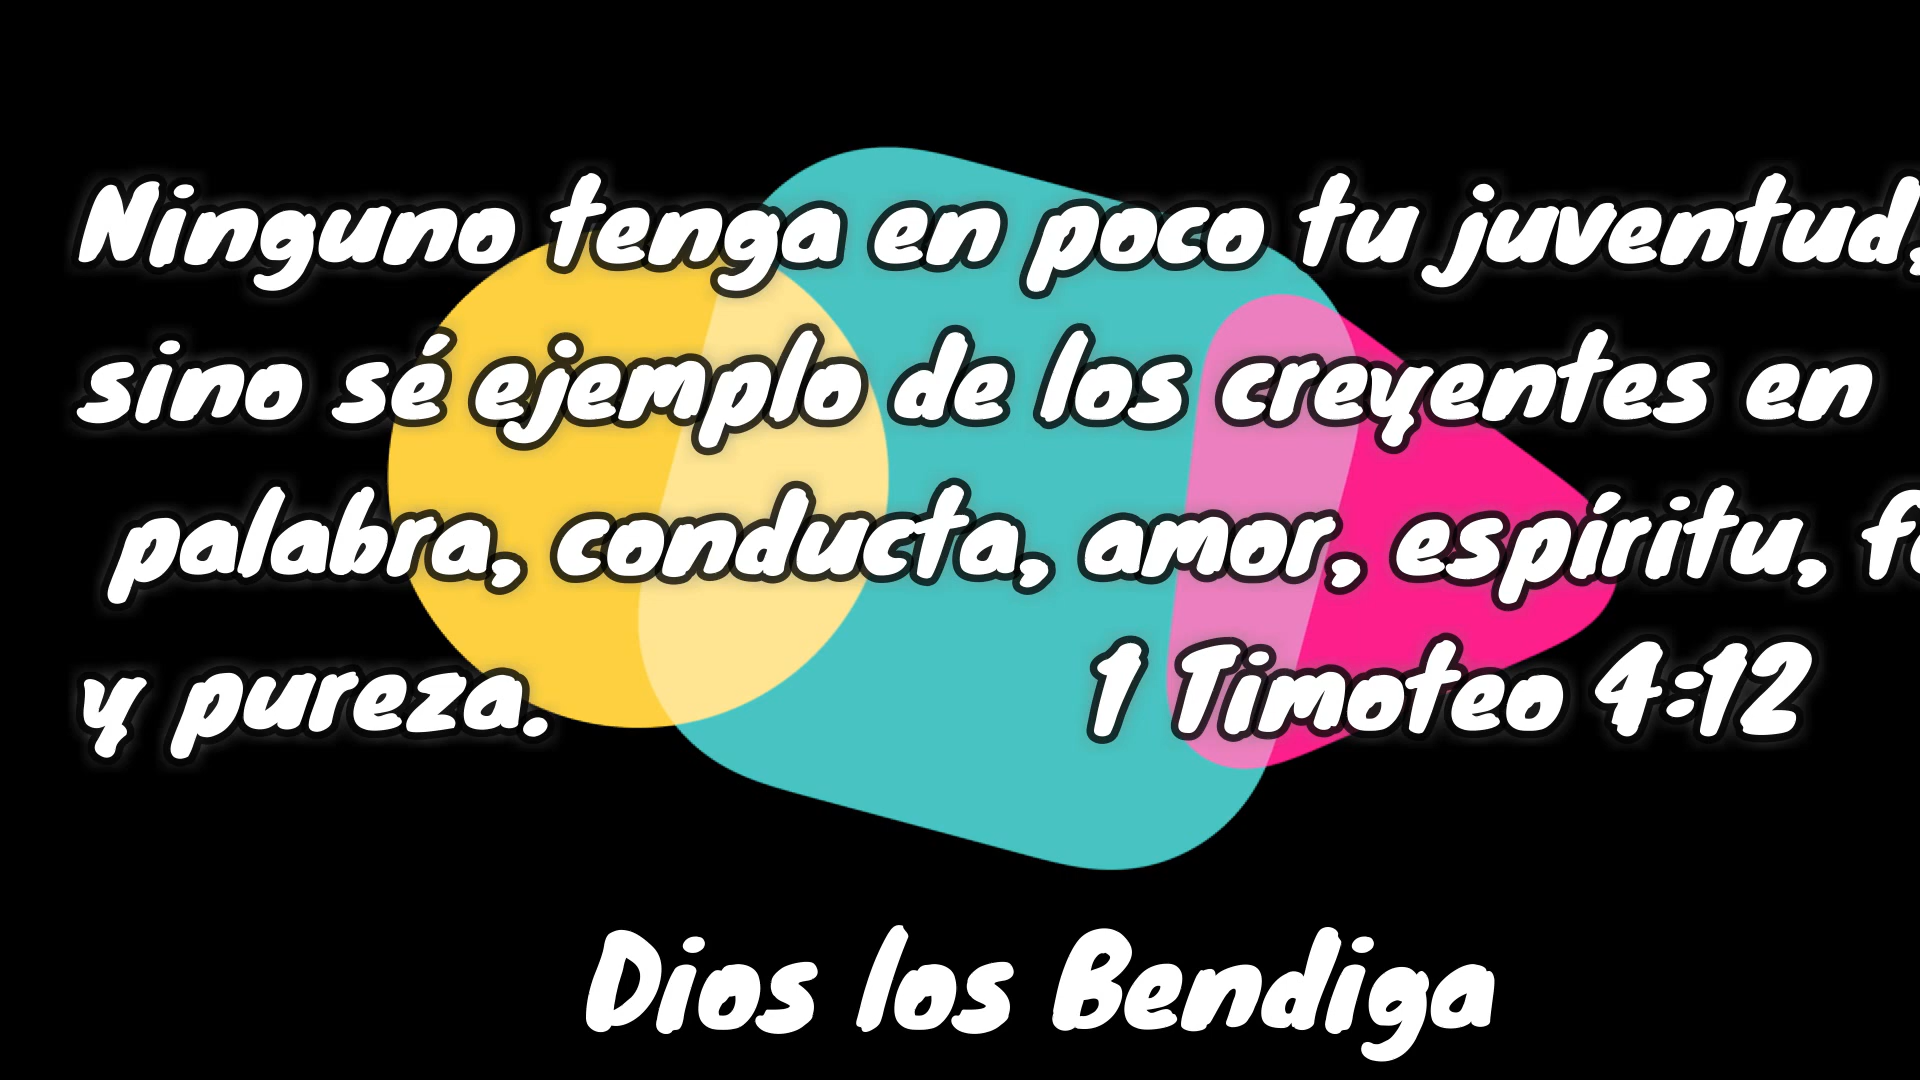 Ninguno tenga en poco tu juventud,
sino sé ejemplo de los creyentes en
palabra, conducta, amor, espíritu,
y pureza. 1 Timoteo 4:12
Dios los Bendiga